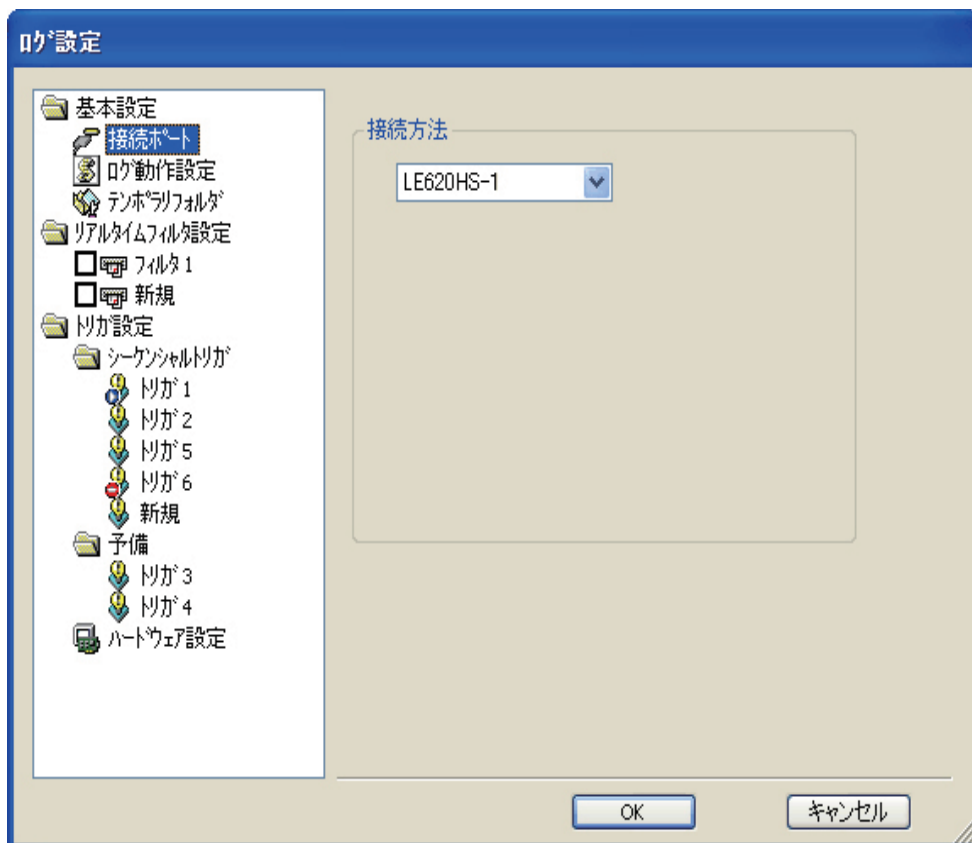 ﾛｸﾞ設定
基本設定
接続ﾎﾟｰﾄ
ﾛｸﾞ動作設定
ﾃﾝﾎﾟﾗﾘﾌｫﾙﾀﾞ
ﾘｱﾙﾀｲﾑﾌｨﾙﾀ設定
ﾌｨﾙﾀ 1
新規
ﾄﾘｶﾞ設定
ｼｰｹﾝｼｬﾙﾄﾘｶﾞ
ﾄﾘｶﾞ 1
ﾄﾘｶﾞ 2
ﾄﾘｶﾞ 5
ﾄﾘｶﾞ 6
新規
予備
ﾄﾘｶﾞ 3
ﾄﾘｶﾞ 4
ﾊｰﾄﾞｳｪｱ設定
接続方法
LE620HS-1
OK
キャンセル